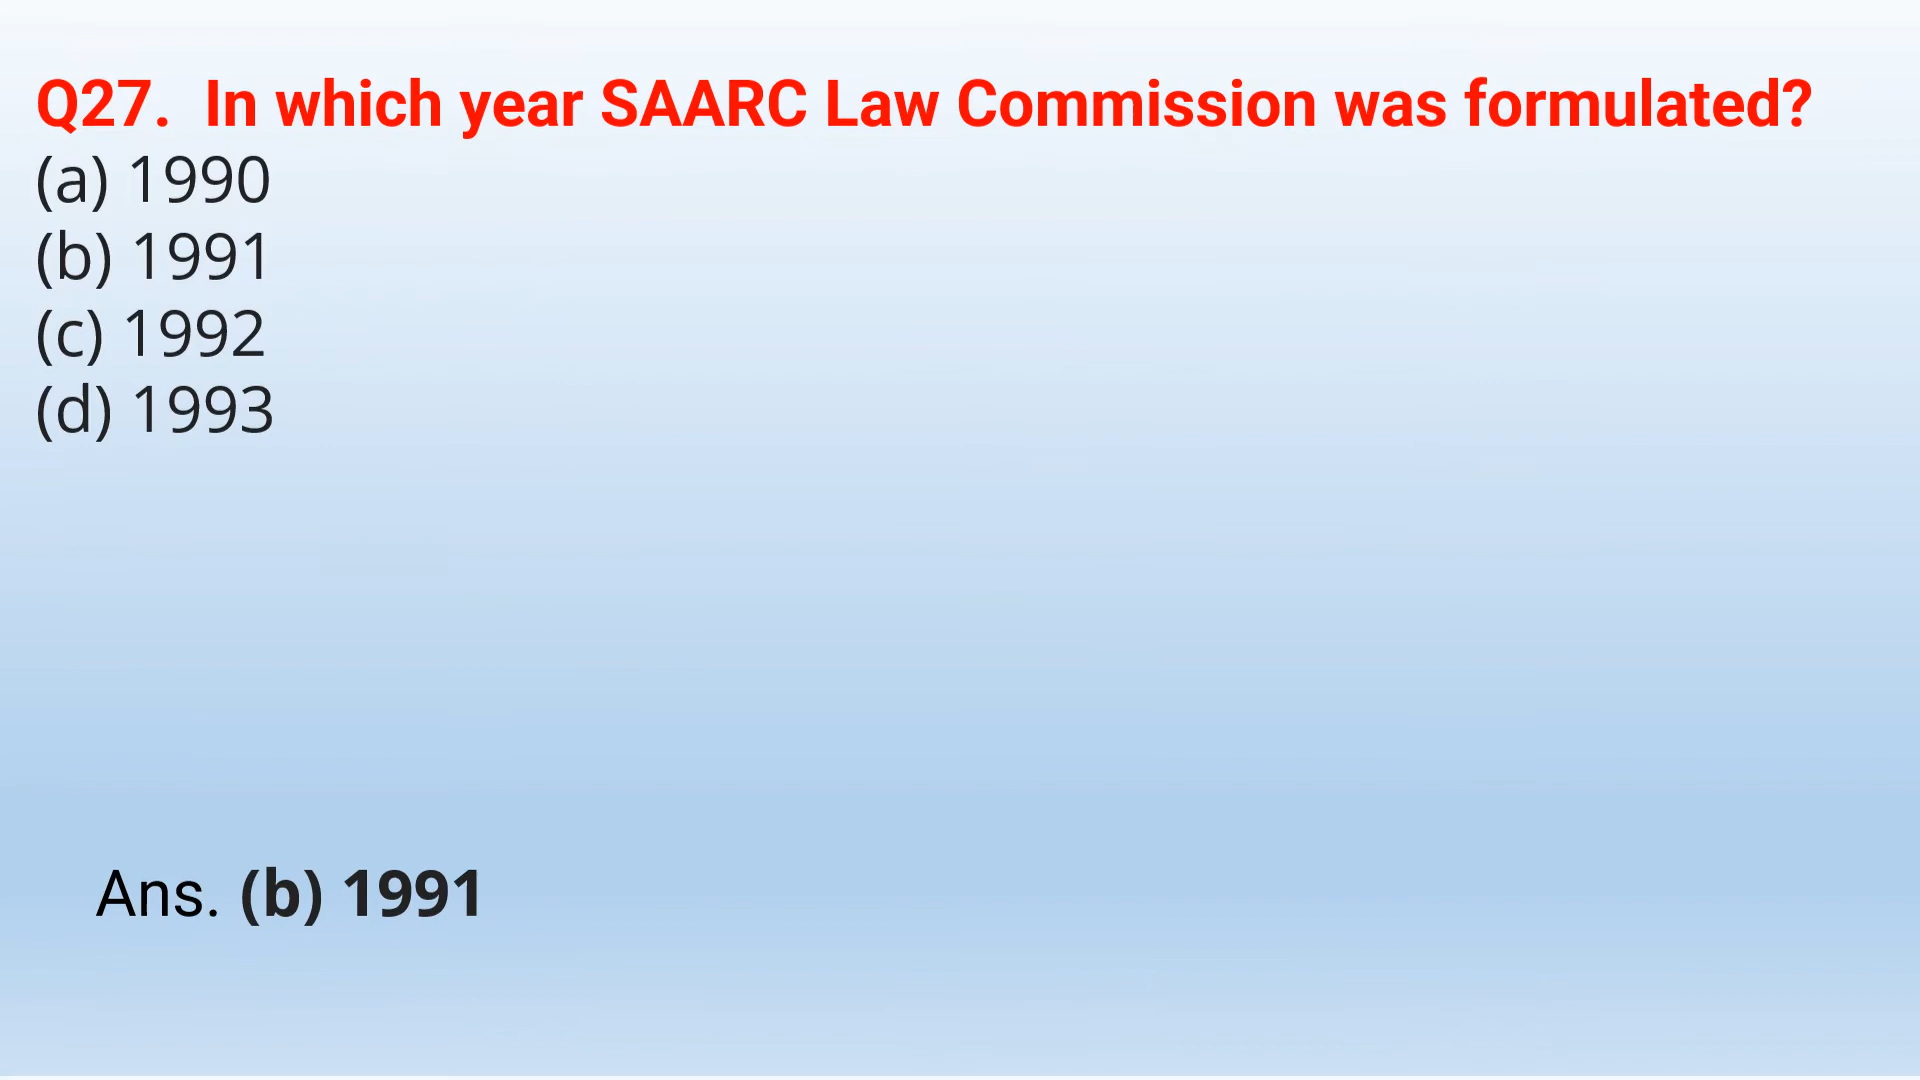 Q27. In which year SAARC Law Commission was formulated?
(a) 1990
(b) 1991
(c) 1992
(d) 1993
Ans. (b) 1991